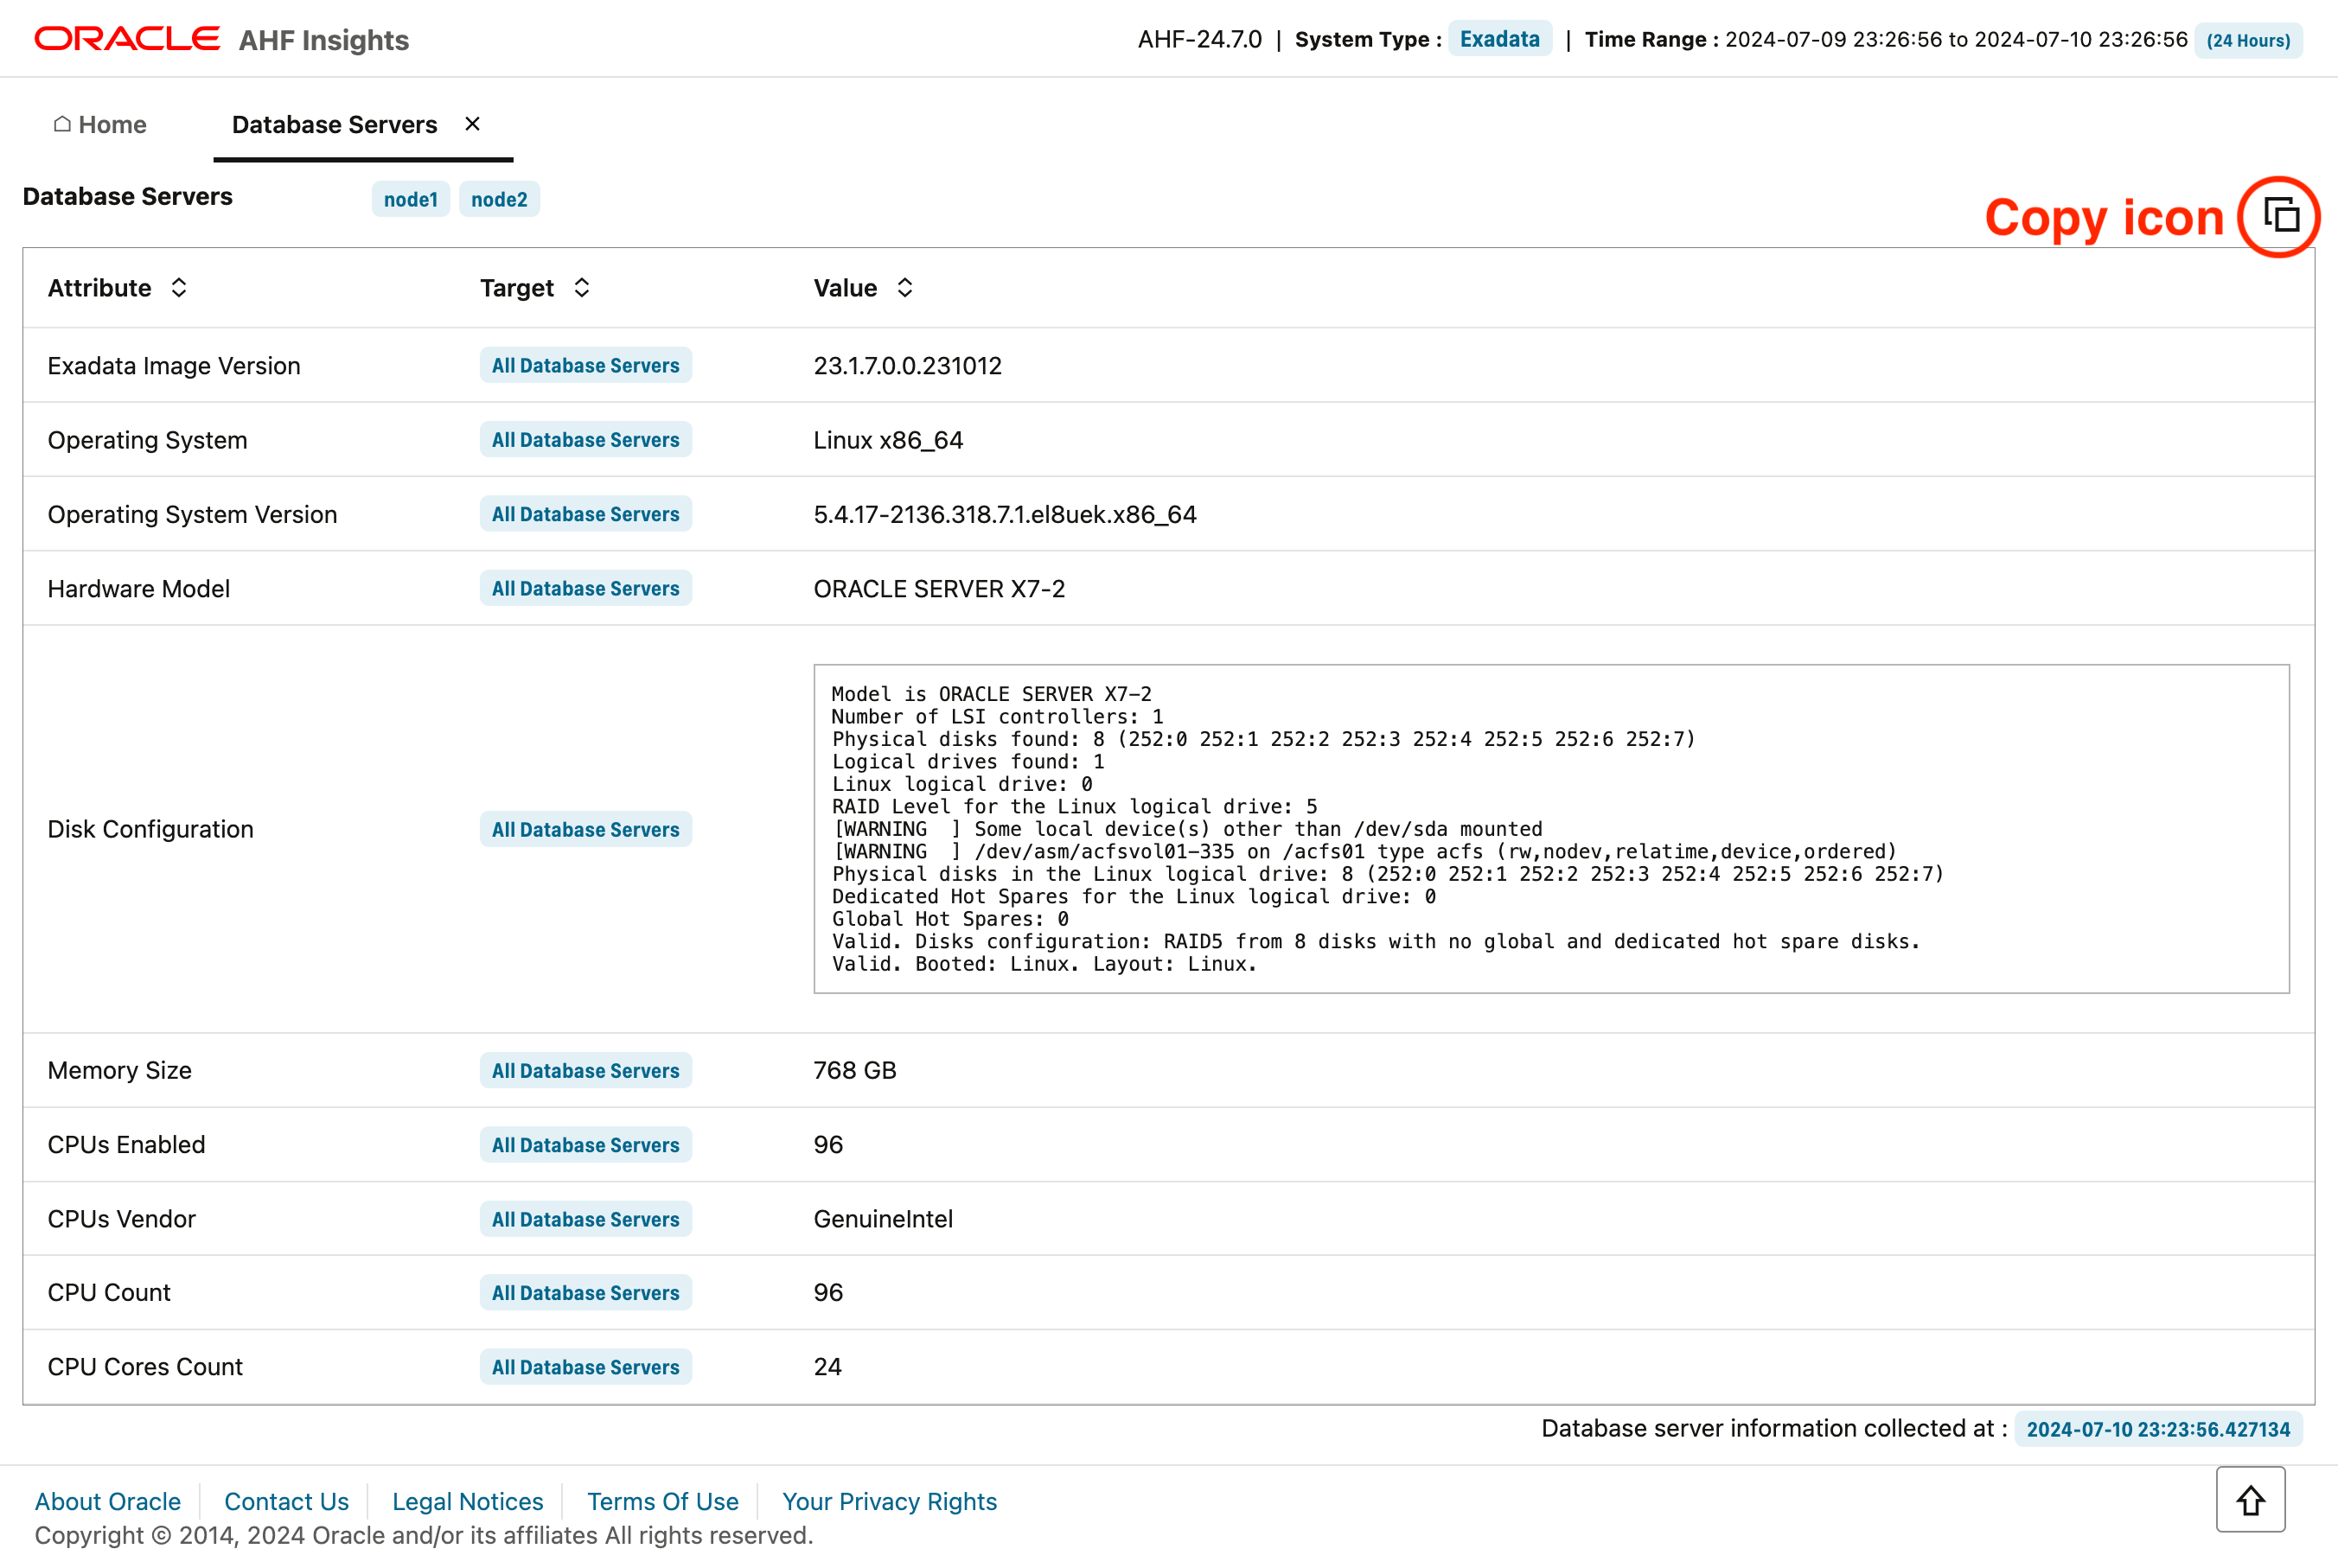 ORACLE AHF Insights AHF-24.7.0 | System Type : Exadata | Time Range : 2024-07-09 23:26:56 to 2024-07-10 23:26:56 (24 Hours)
Home Database Servers ×
Database Servers node1 node2
Copy icon
Attribute Target Value
Exadata Image Version All Database Servers 23.1.7.0.0.231012
Operating System All Database Servers Linux x86_64
Operating System Version All Database Servers 5.4.17-2136.318.7.1.el8uek.x86_64
Hardware Model All Database Servers ORACLE SERVER X7-2
Disk Configuration All Database Servers
Model is ORACLE SERVER X7-2
Number of LSI controllers: 1
Physical disks found: 8 (252:0 252:1 252:2 252:3 252:4 252:5 252:6 252:7)
Logical drives found: 1
Linux logical drive: 0
RAID Level for the Linux logical drive: 5
[WARNING  ] Some local device(s) other than /dev/sda mounted
[WARNING  ] /dev/asm/acfsvol01-335 on /acfs01 type acfs (rw,nodev,relatime,device,ordered)
Physical disks in the Linux logical drive: 8 (252:0 252:1 252:2 252:3 252:4 252:5 252:6 252:7)
Dedicated Hot Spares for the Linux logical drive: 0
Global Hot Spares: 0
Valid. Disks configuration: RAID5 from 8 disks with no global and dedicated hot spare disks.
Valid. Booted: Linux. Layout: Linux.
Memory Size All Database Servers 768 GB
CPUs Enabled All Database Servers 96
CPUs Vendor All Database Servers GenuineIntel
CPU Count All Database Servers 96
CPU Cores Count All Database Servers 24
Database server information collected at : 2024-07-10 23:23:56.427134
About Oracle Contact Us Legal Notices Terms Of Use Your Privacy Rights
Copyright © 2014, 2024 Oracle and/or its affiliates All rights reserved.